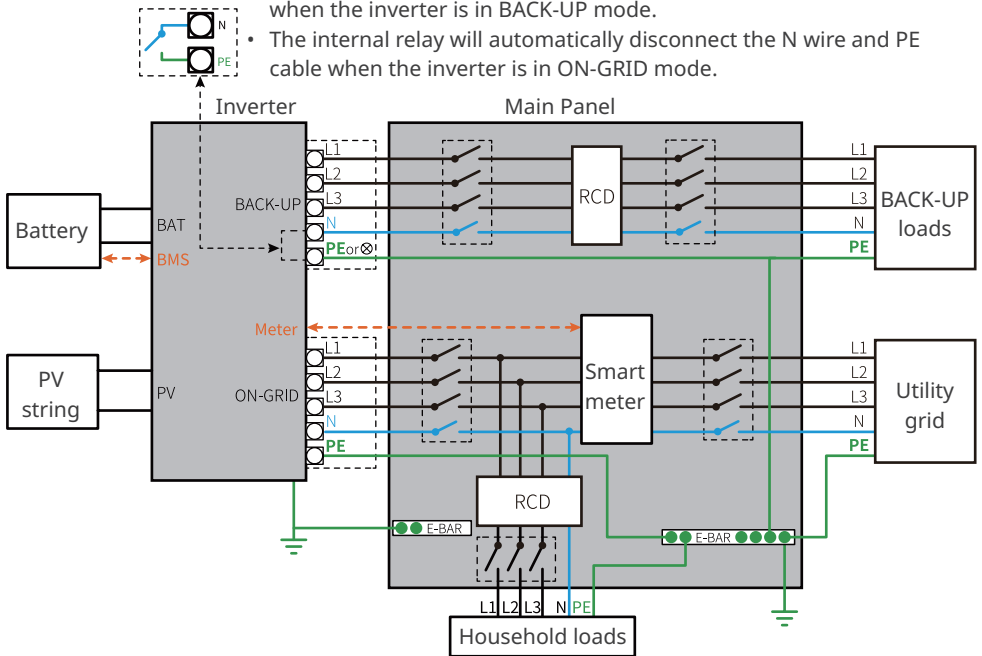 when the inverter is in BACK-UP mode.
N
• The internal relay will automatically disconnect the N wire and PE
PE
cable when the inverter is in ON-GRID mode.
Inverter
Main Panel
L1
L2
L3
N
PEor⊗
BACK-UP
RCD
L1
L2
L3
N
PE
BACK-UP
loads
Battery
BAT
BMS
Meter
L1
L2
L3
N
PE
ON-GRID
Smart
meter
L1
L2
L3
N
PE
Utility
grid
PV
string
PV
RCD
E-BAR
E-BAR
L1 L2 L3 N PE
Household loads